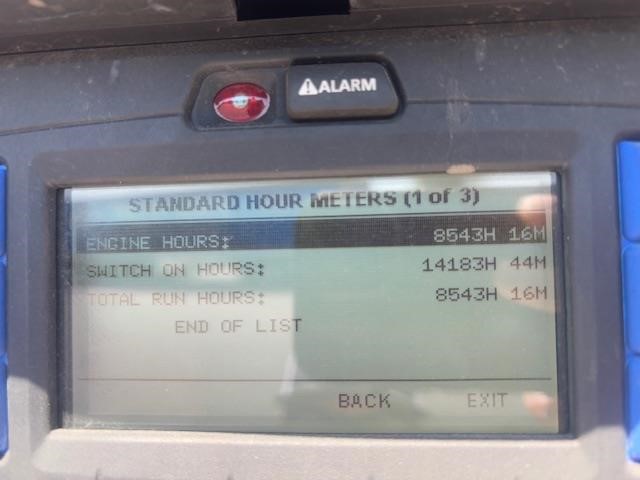 ⚠ALARM
STANDARD HOUR METERS (1 of 3)
ENGINE HOURS: 8543H 16M
SWITCH ON HOURS: 14183H 44M
TOTAL RUN HOURS: 8543H 16M
END OF LIST
BACK EXIT